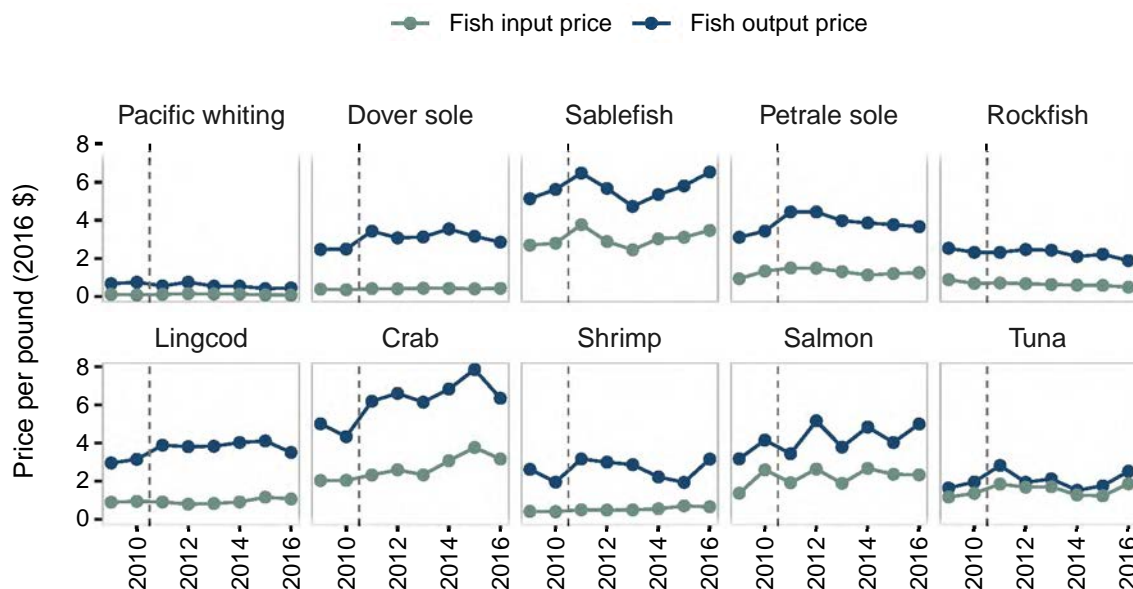 Fish input price Fish output price
Pacific whiting Dover sole Sablefish Petrale sole Rockfish
8
6
4
2
0
Price per pound (2016 $)
Lingcod Crab Shrimp Salmon Tuna
8
6
4
2
0
2010 2012 2014 2016 2010 2012 2014 2016 2010 2012 2014 2016 2010 2012 2014 2016 2010 2012 2014 2016